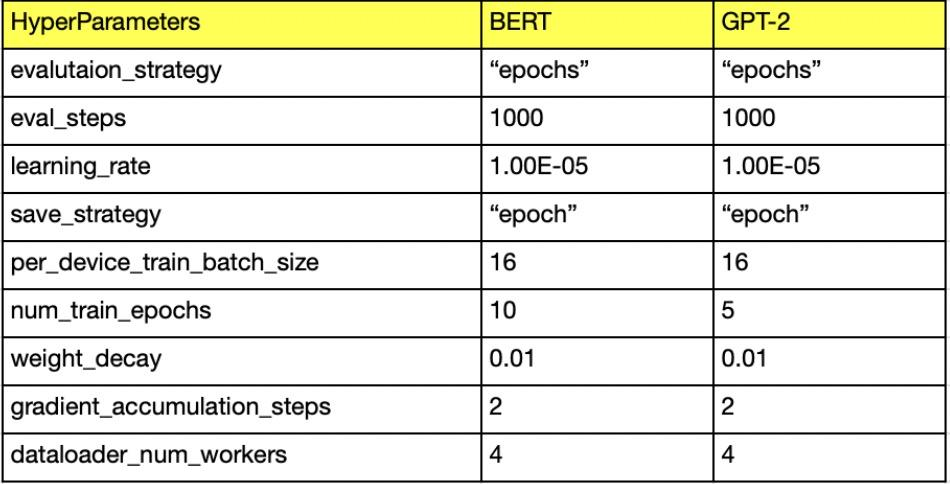 HyperParameters BERT GPT-2
evalutaion_strategy “epochs” “epochs”
eval_steps 1000 1000
learning_rate 1.00E-05 1.00E-05
save_strategy “epoch” “epoch”
per_device_train_batch_size 16 16
num_train_epochs 10 5
weight_decay 0.01 0.01
gradient_accumulation_steps 2 2
dataloader_num_workers 4 4